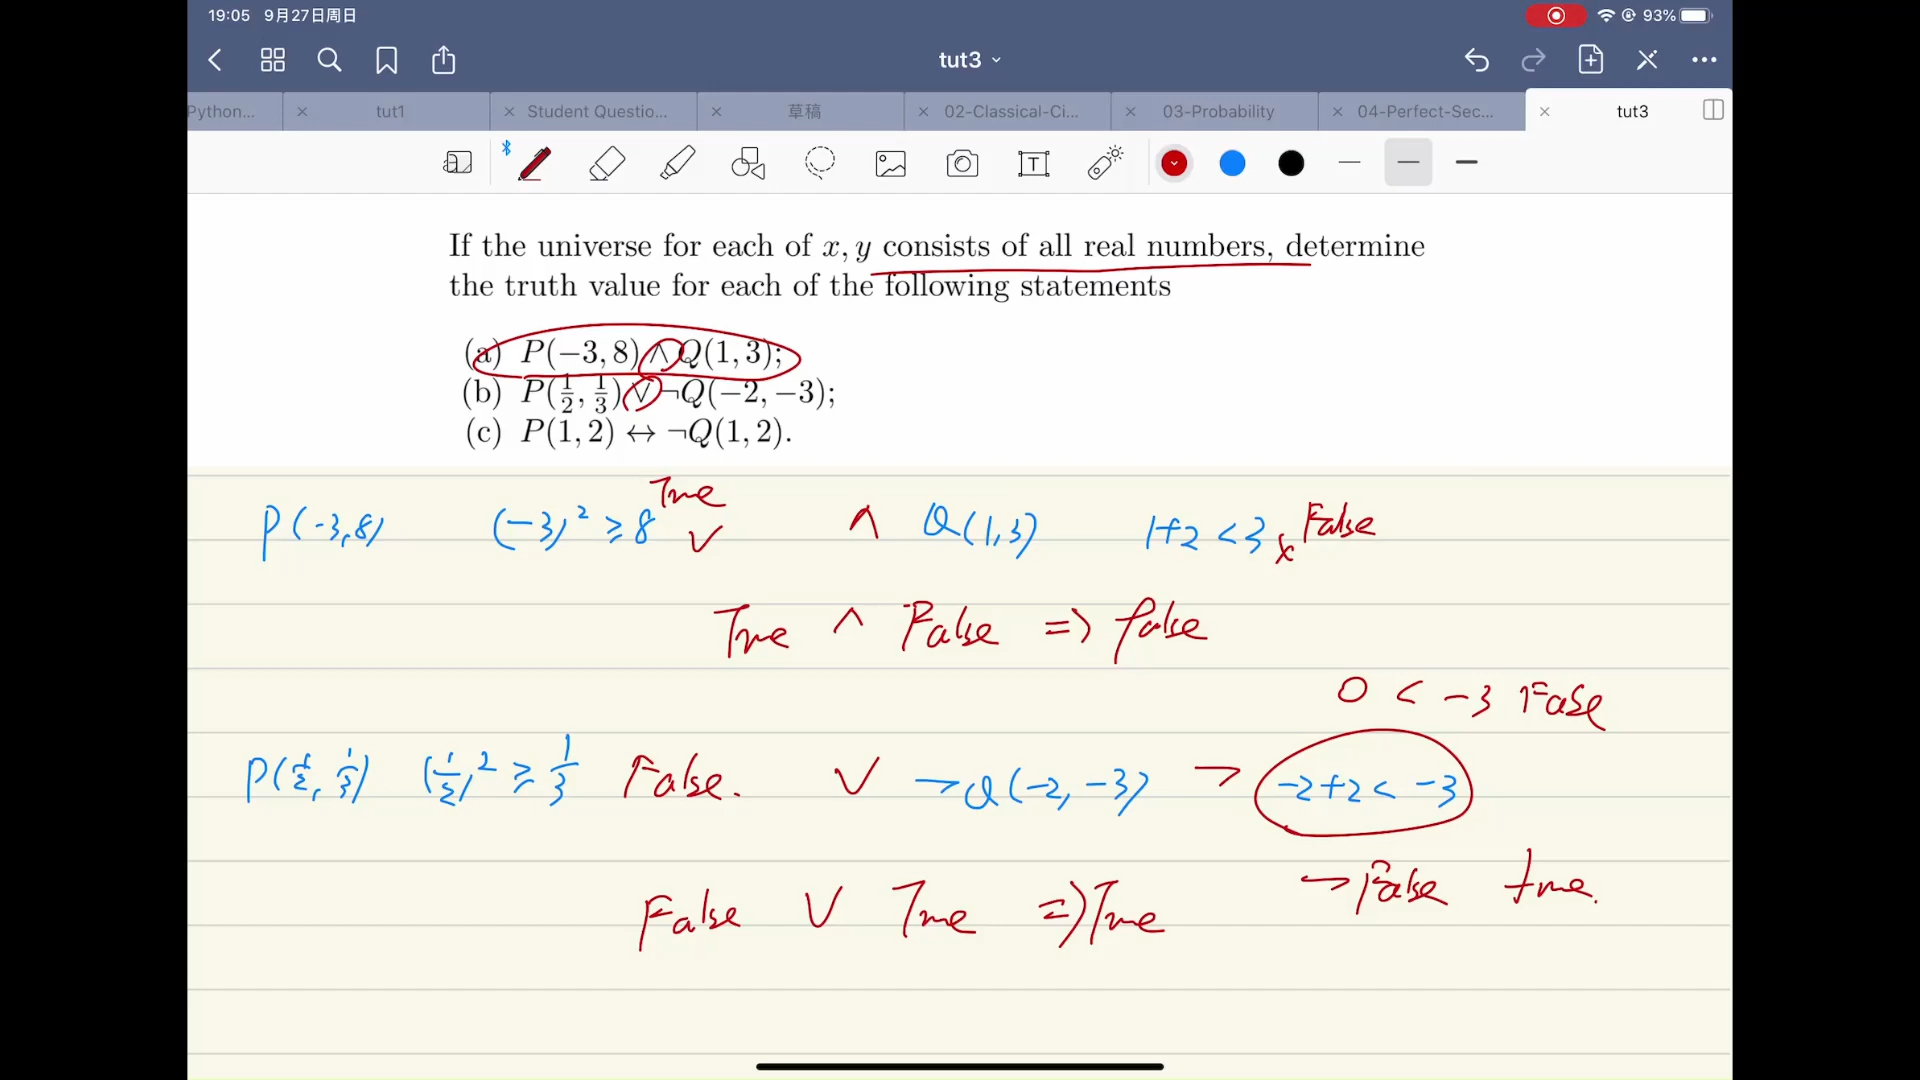 19:05 9月27日周日
93%
tut3
Python... tut1 Student Questio... 草稿 02-Classical-Ci... 03-Probability 04-Perfect-Sec... tut3
If the universe for each of x, y consists of all real numbers, determine
the truth value for each of the following statements
(a) P(−3, 8) ∧ Q(1, 3);
(b) P(1/2, 1/3) ∨ ¬Q(−2, −3);
(c) P(1, 2) ↔ ¬Q(1, 2).
True
P(-3,8) (-3)² ≥ 8 ✓ ∧ Q(1,3) 1+2 < 3 x False
True ∧ False => false
0 < -3 False
P(1/2, 1/3) (1/2)² ≥ 1/3 False. ∨ ¬Q(-2, -3) ¬ -2+2 < -3
¬False true.
False ∨ True => True